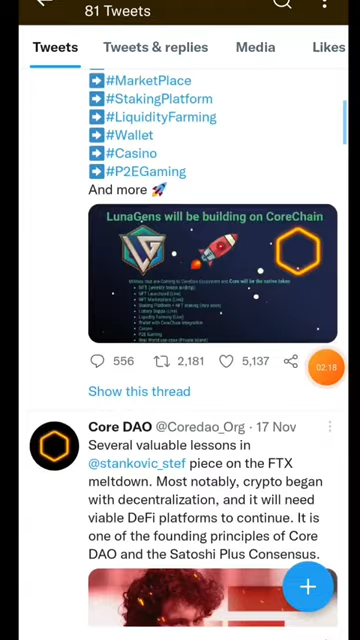 81 Tweets
Tweets
Tweets & replies
Media
Likes
➡#MarketPlace
➡#StakingPlatform
➡#LiquidityFarming
➡#Wallet
➡#Casino
➡#P2EGaming
And more 🚀
LunaGens will be building on CoreChain
556
2,181
5,137
02:18
Show this thread
Core DAO @Coredao_Org · 17 Nov
Several valuable lessons in
@stankovic_stef piece on the FTX
meltdown. Most notably, crypto began
with decentralization, and it will need
viable DeFi platforms to continue. It is
one of the founding principles of Core
DAO and the Satoshi Plus Consensus.